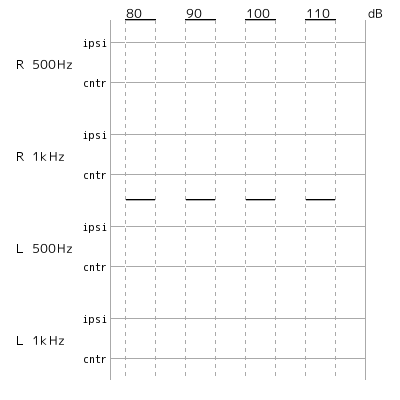 80 90 100 110 dB
ipsi
R 500Hz
cntr
ipsi
R 1kHz
cntr
ipsi
L 500Hz
cntr
ipsi
L 1kHz
cntr